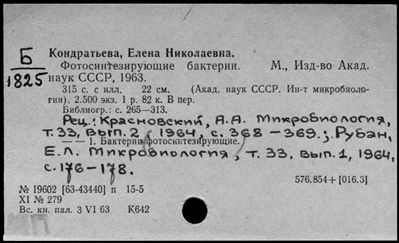 Б
1825
Кондратьева, Елена Николаевна.
Фотосинтезирующие бактерии. М., Изд-во Акад.
наук СССР, 1963.
315 с. с илл. 22 см. (Акад. наук СССР. Ин-т микробиоло-
гии). 2.500 экз. 1 р. 82 к. В пер.
Библиогр.: с. 265—313.
Рец.: Красновский, А.А. Микробиология,
т. 33, вып. 2, 1964, с. 368-369.; Рубан,
— — 1. Бактерии фотосинтезирующие.
Е.Л. Микробиология, т. 33, вып. 1, 1964,
с. 176-178.
576.854+[016.3]
№ 19602 [63-43440] п 15-5
XI № 279
Вс. кн. пал. 3 VI 63 К642